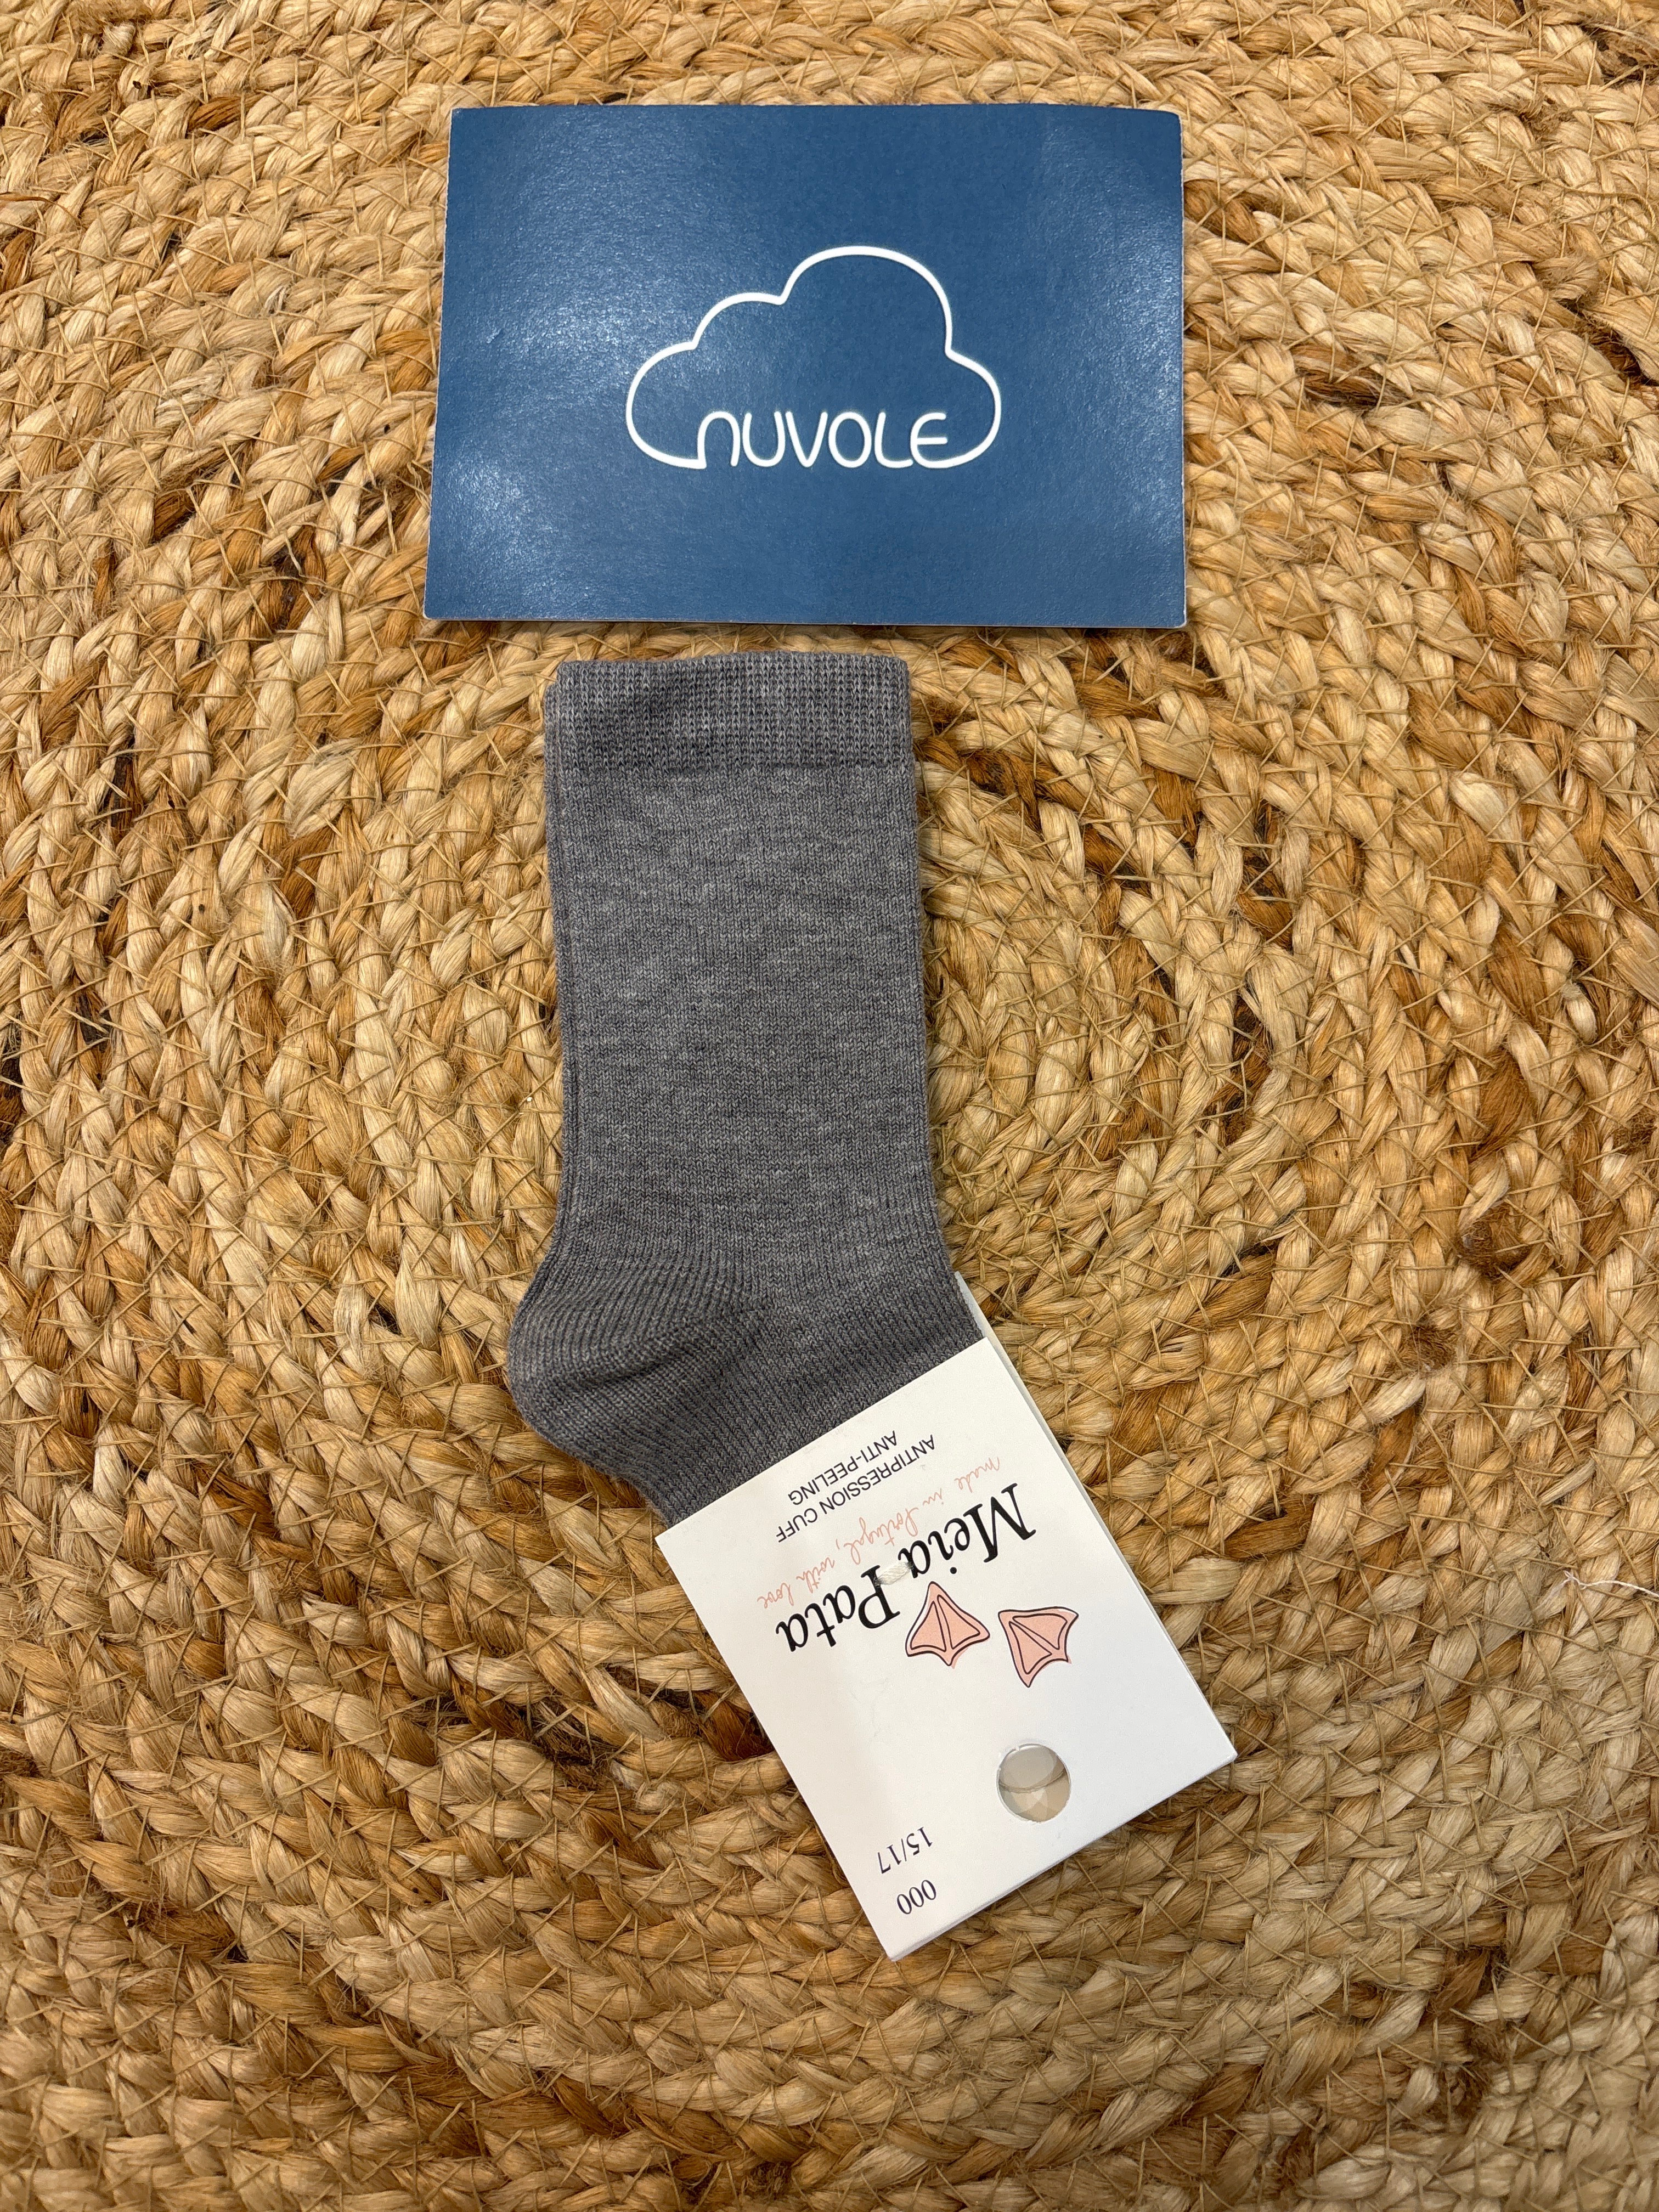 NUVOLE
Meia Pata
made in Portugal, with love
ANTIPRESSION CUFF
ANTI-PEELING
000
15/17